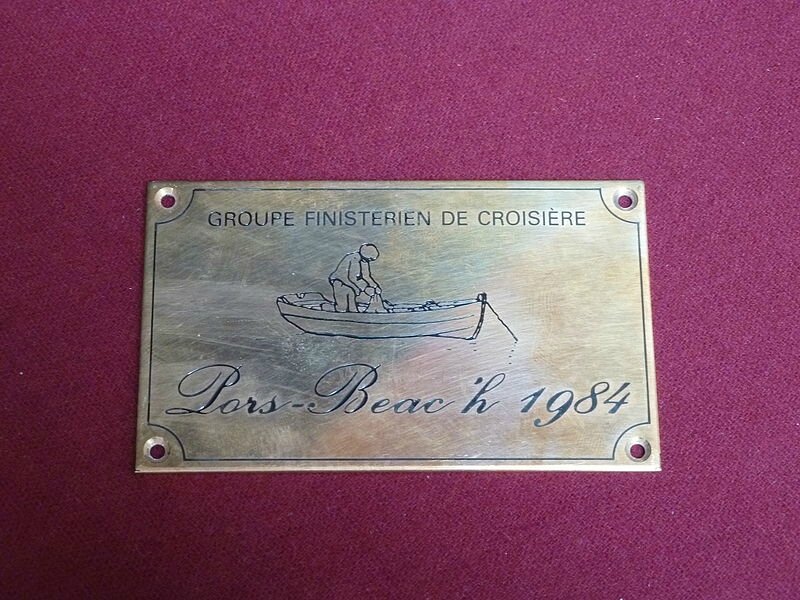 GROUPE FINISTERIEN DE CROISIÈRE
Pors-Beac'h 1984